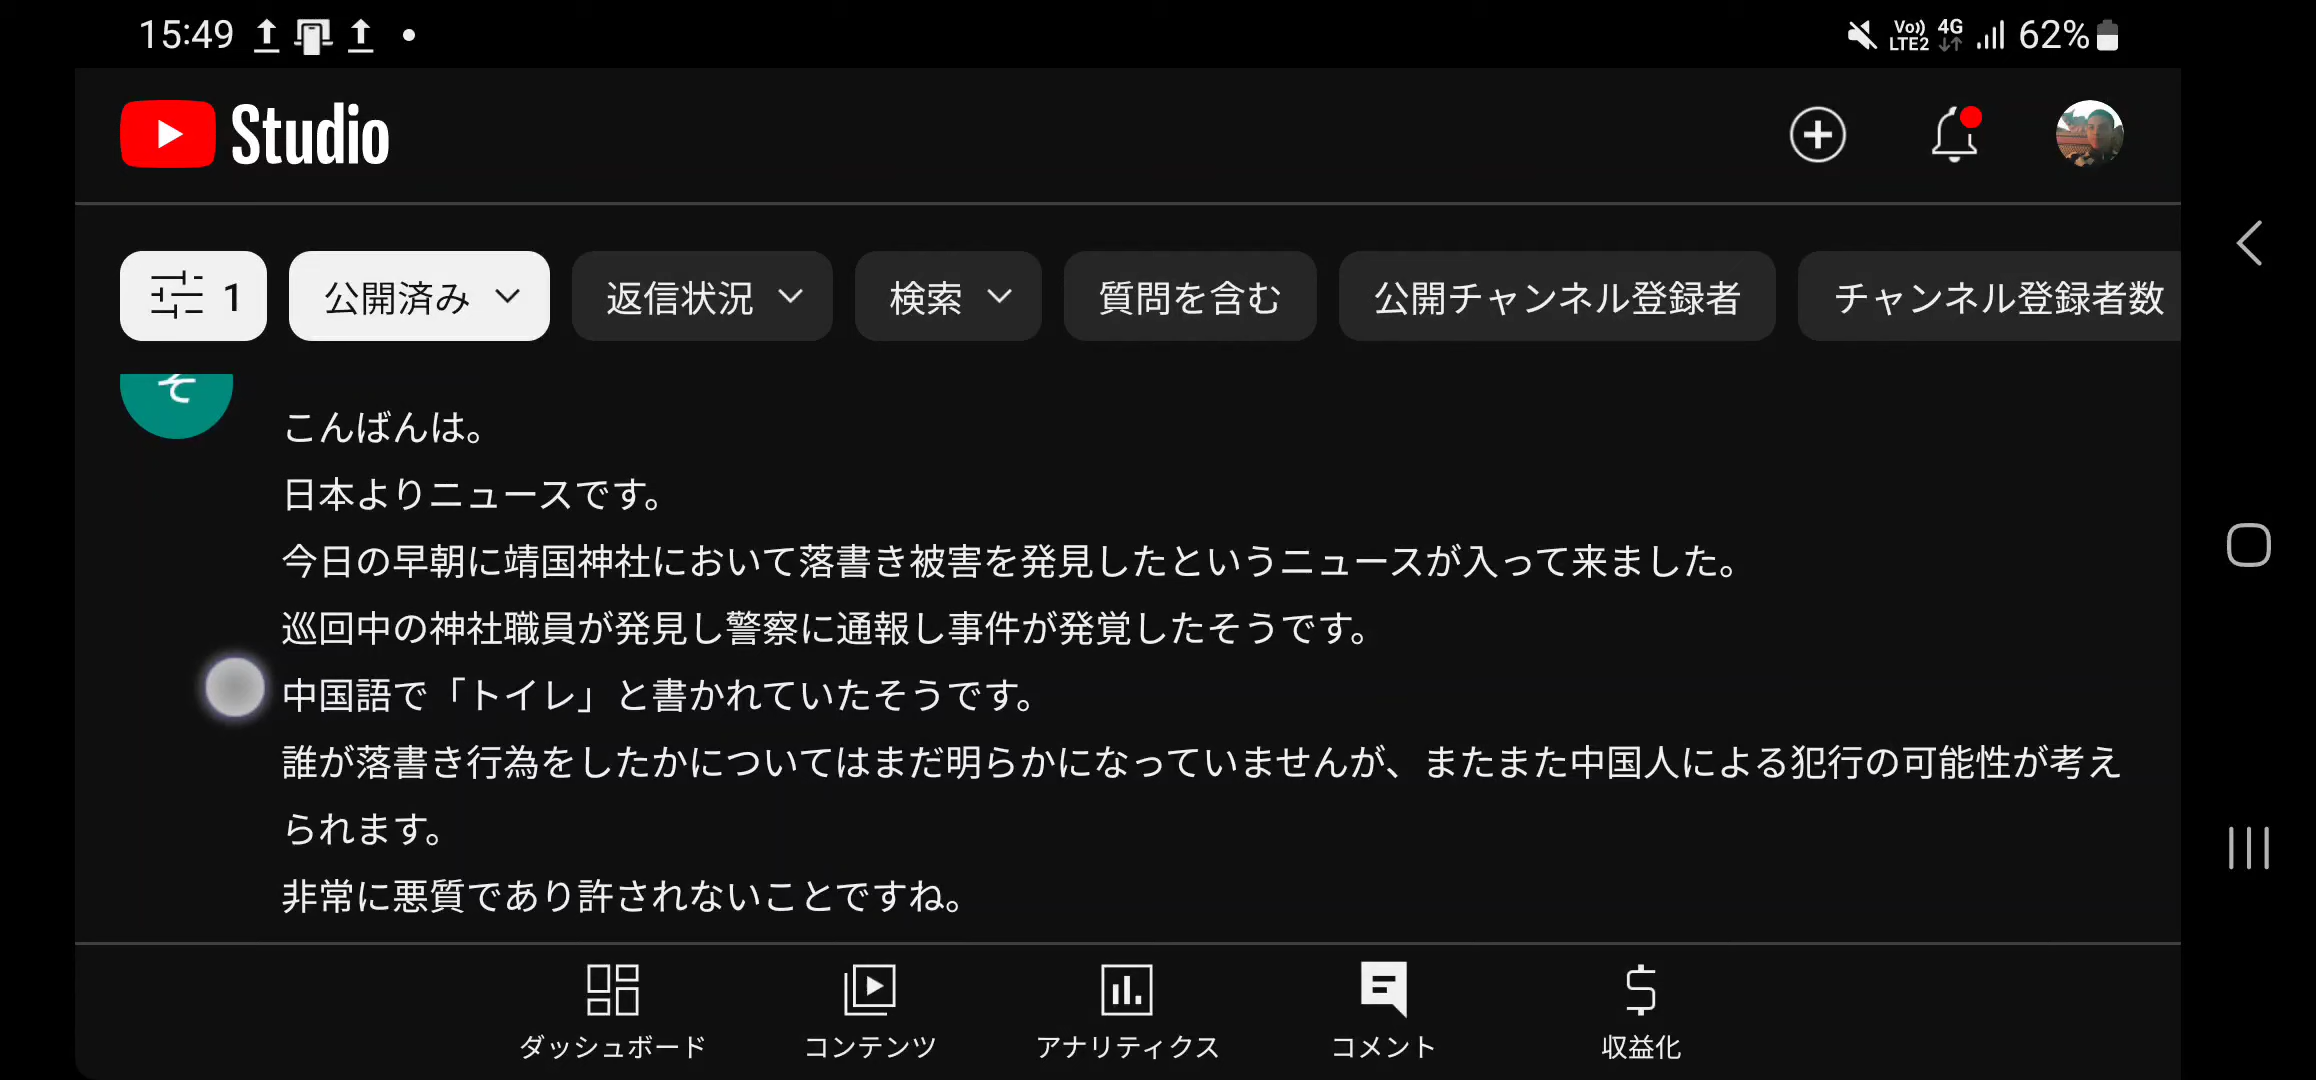 15:49
Vo)) LTE2 4G 62%
Studio
1 公開済み 返信状況 検索 質問を含む 公開チャンネル登録者 チャンネル登録者数
そ
こんばんは。
日本よりニュースです。
今日の早朝に靖国神社において落書き被害を発見したというニュースが入って来ました。
巡回中の神社職員が発見し警察に通報し事件が発覚したそうです。
中国語で「トイレ」と書かれていたそうです。
誰が落書き行為をしたかについてはまだ明らかになっていませんが、またまた中国人による犯行の可能性が考え
られます。
非常に悪質であり許されないことですね。
ダッシュボード コンテンツ アナリティクス コメント 収益化